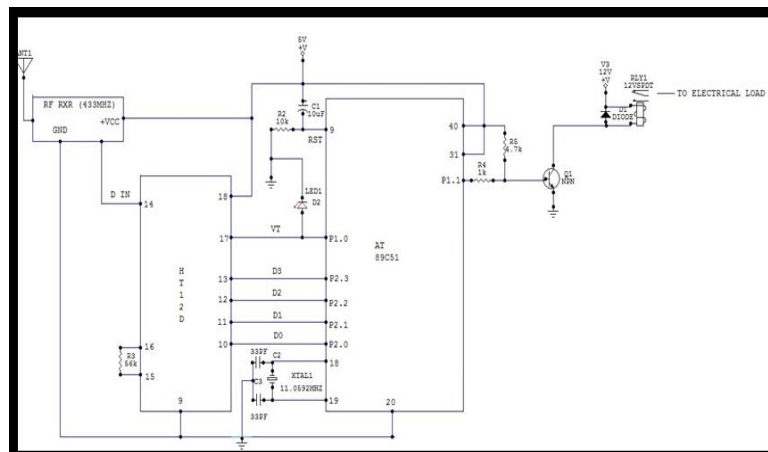 NT1
RF RXR (433MHZ)
+VCC
GND
D IN
5V
+V
C1
10uF
R2
10k
RST
9
LED1
D2
VT
D3
D2
D1
D0
14
18
17
13
12
11
10
16
15
9
H
T
1
2
D
R3
56k
AT
89C51
P1.0
P2.3
P2.2
P2.1
P2.0
18
19
20
33PF
C2
XTAL1
11.0592MHZ
C3
33PF
40
31
P1.1
R4
1k
R5
4.7k
Q1
NPN
V3
12V
+V
D1
DIODE
RLY1
12VSPDT
TO ELECTRICAL LOAD